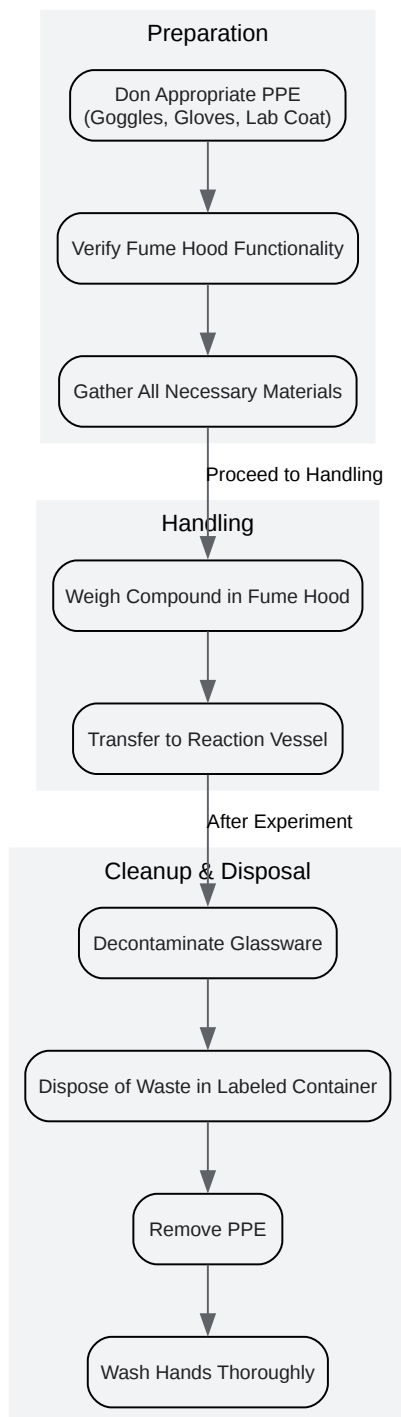 Preparation
Don Appropriate PPE
(Goggles, Gloves, Lab Coat)
Verify Fume Hood Functionality
Gather All Necessary Materials
Proceed to Handling
Handling
Weigh Compound in Fume Hood
Transfer to Reaction Vessel
After Experiment
Cleanup & Disposal
Decontaminate Glassware
Dispose of Waste in Labeled Container
Remove PPE
Wash Hands Thoroughly